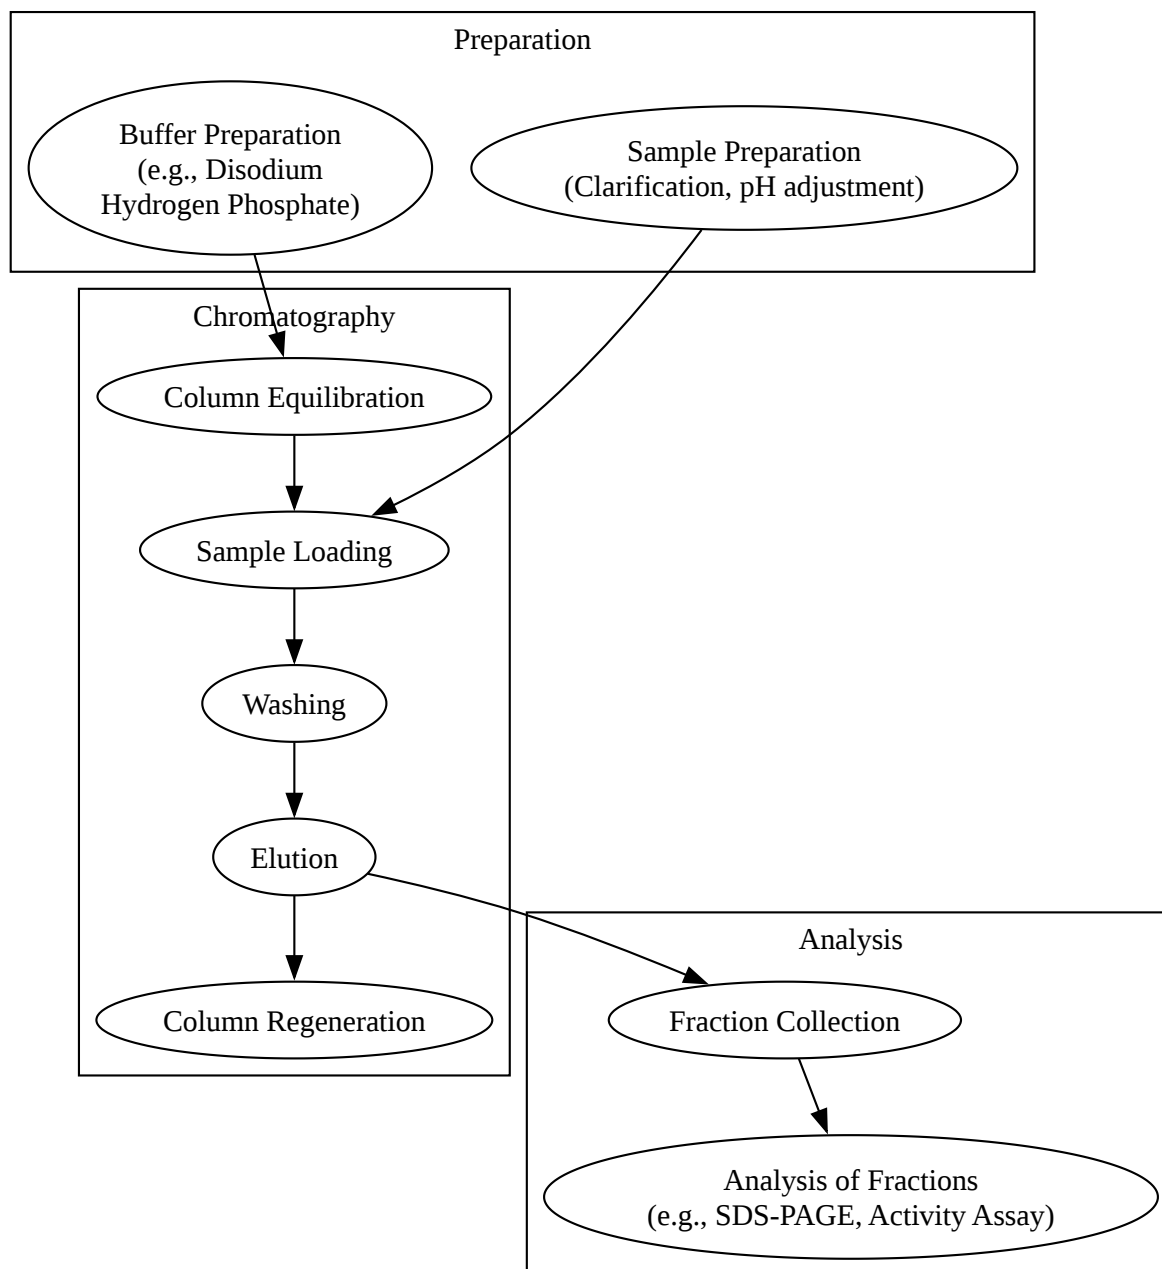 Preparation
Buffer Preparation
(e.g., Disodium
Hydrogen Phosphate)
Sample Preparation
(Clarification, pH adjustment)
Chromatography
Column Equilibration
Sample Loading
Washing
Elution
Column Regeneration
Analysis
Fraction Collection
Analysis of Fractions
(e.g., SDS-PAGE, Activity Assay)